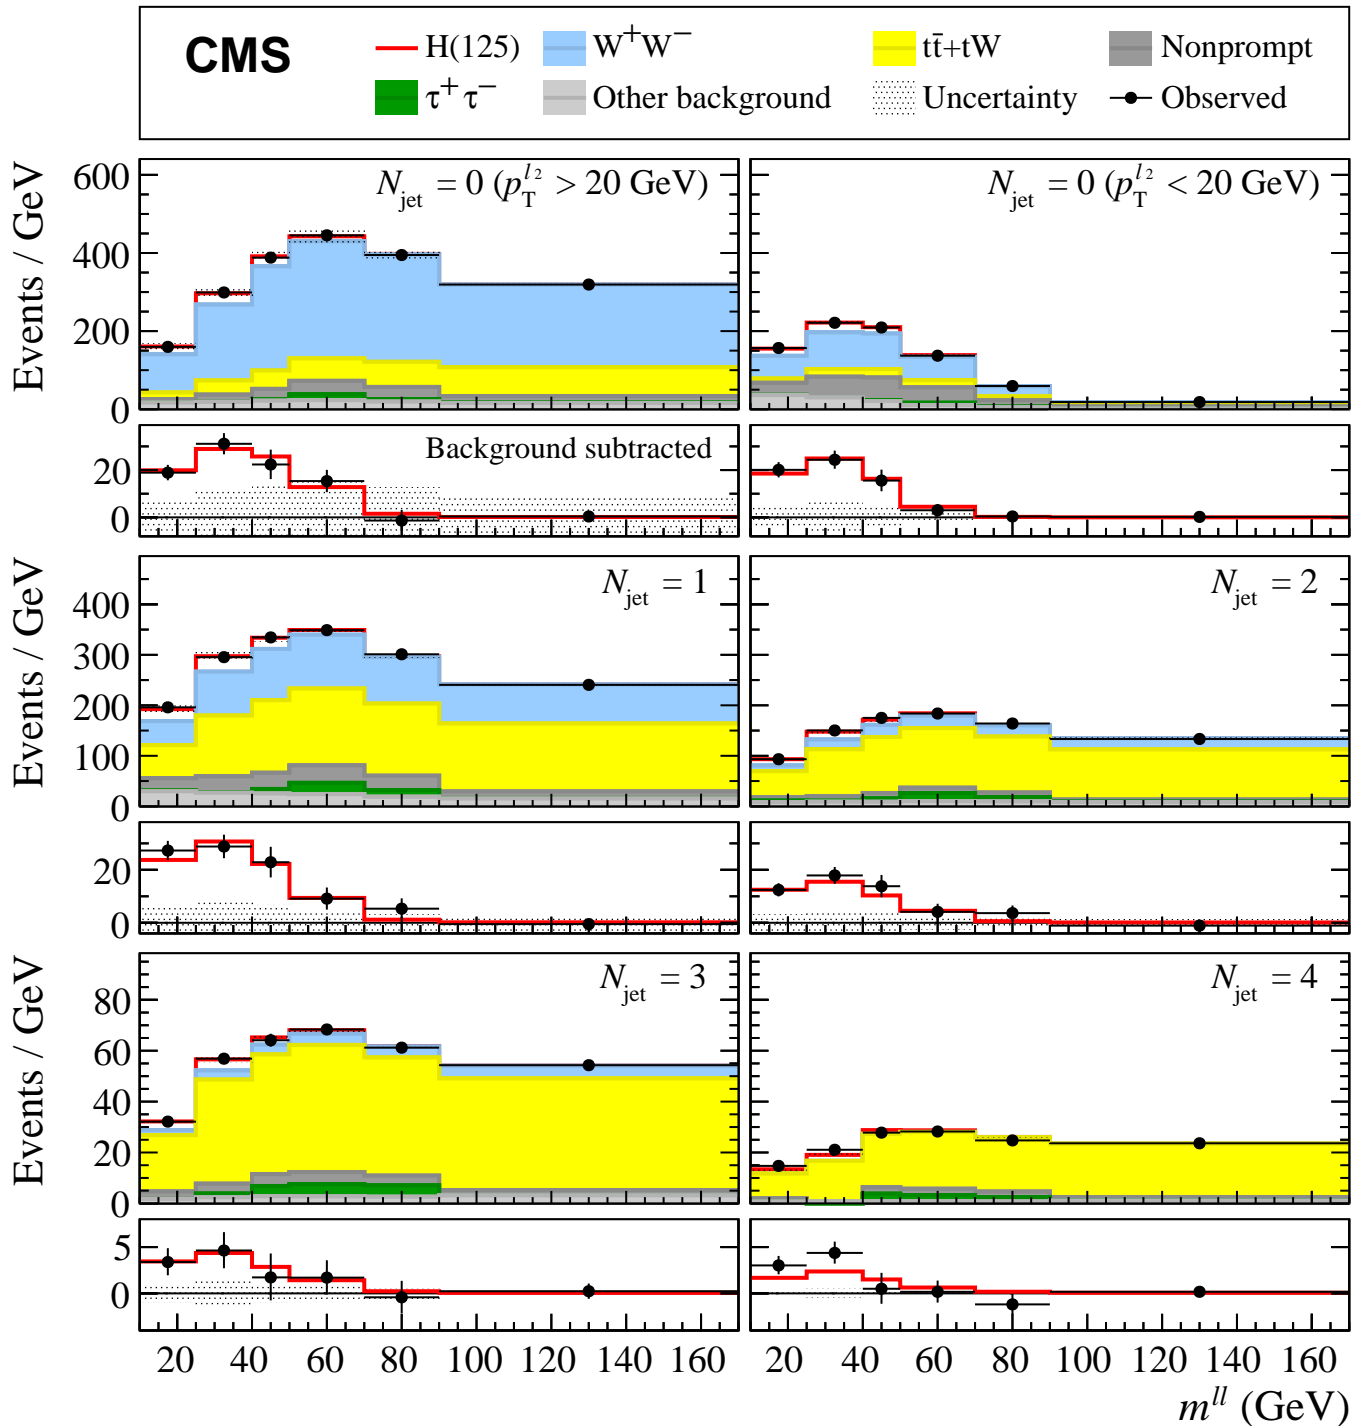 CMS
H(125) W⁺W⁻ tt̄+tW Nonprompt
τ⁺τ⁻ Other background Uncertainty Observed
Events / GeV
600
400
200
0
N_jet = 0 (p_T^{l_2} > 20 GeV)
N_jet = 0 (p_T^{l_2} < 20 GeV)
20
0
Background subtracted
Events / GeV
400
300
200
100
0
N_jet = 1
N_jet = 2
20
0
Events / GeV
80
60
40
20
0
N_jet = 3
N_jet = 4
5
0
20 40 60 80 100 120 140 160 20 40 60 80 100 120 140 160
m^{ll} (GeV)